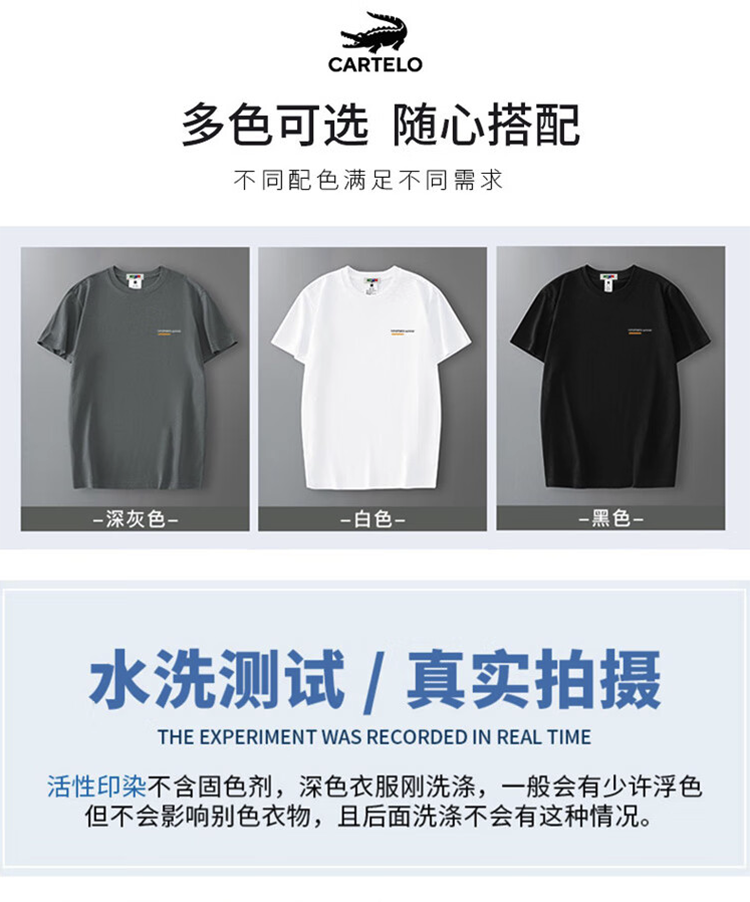 CARTELO
多色可选 随心搭配
不同配色满足不同需求
-深灰色-
-白色-
-黑色-
水洗测试 / 真实拍摄
THE EXPERIMENT WAS RECORDED IN REAL TIME
活性印染不含固色剂，深色衣服刚洗涤，一般会有少许浮色
但不会影响别色衣物，且后面洗涤不会有这种情况。